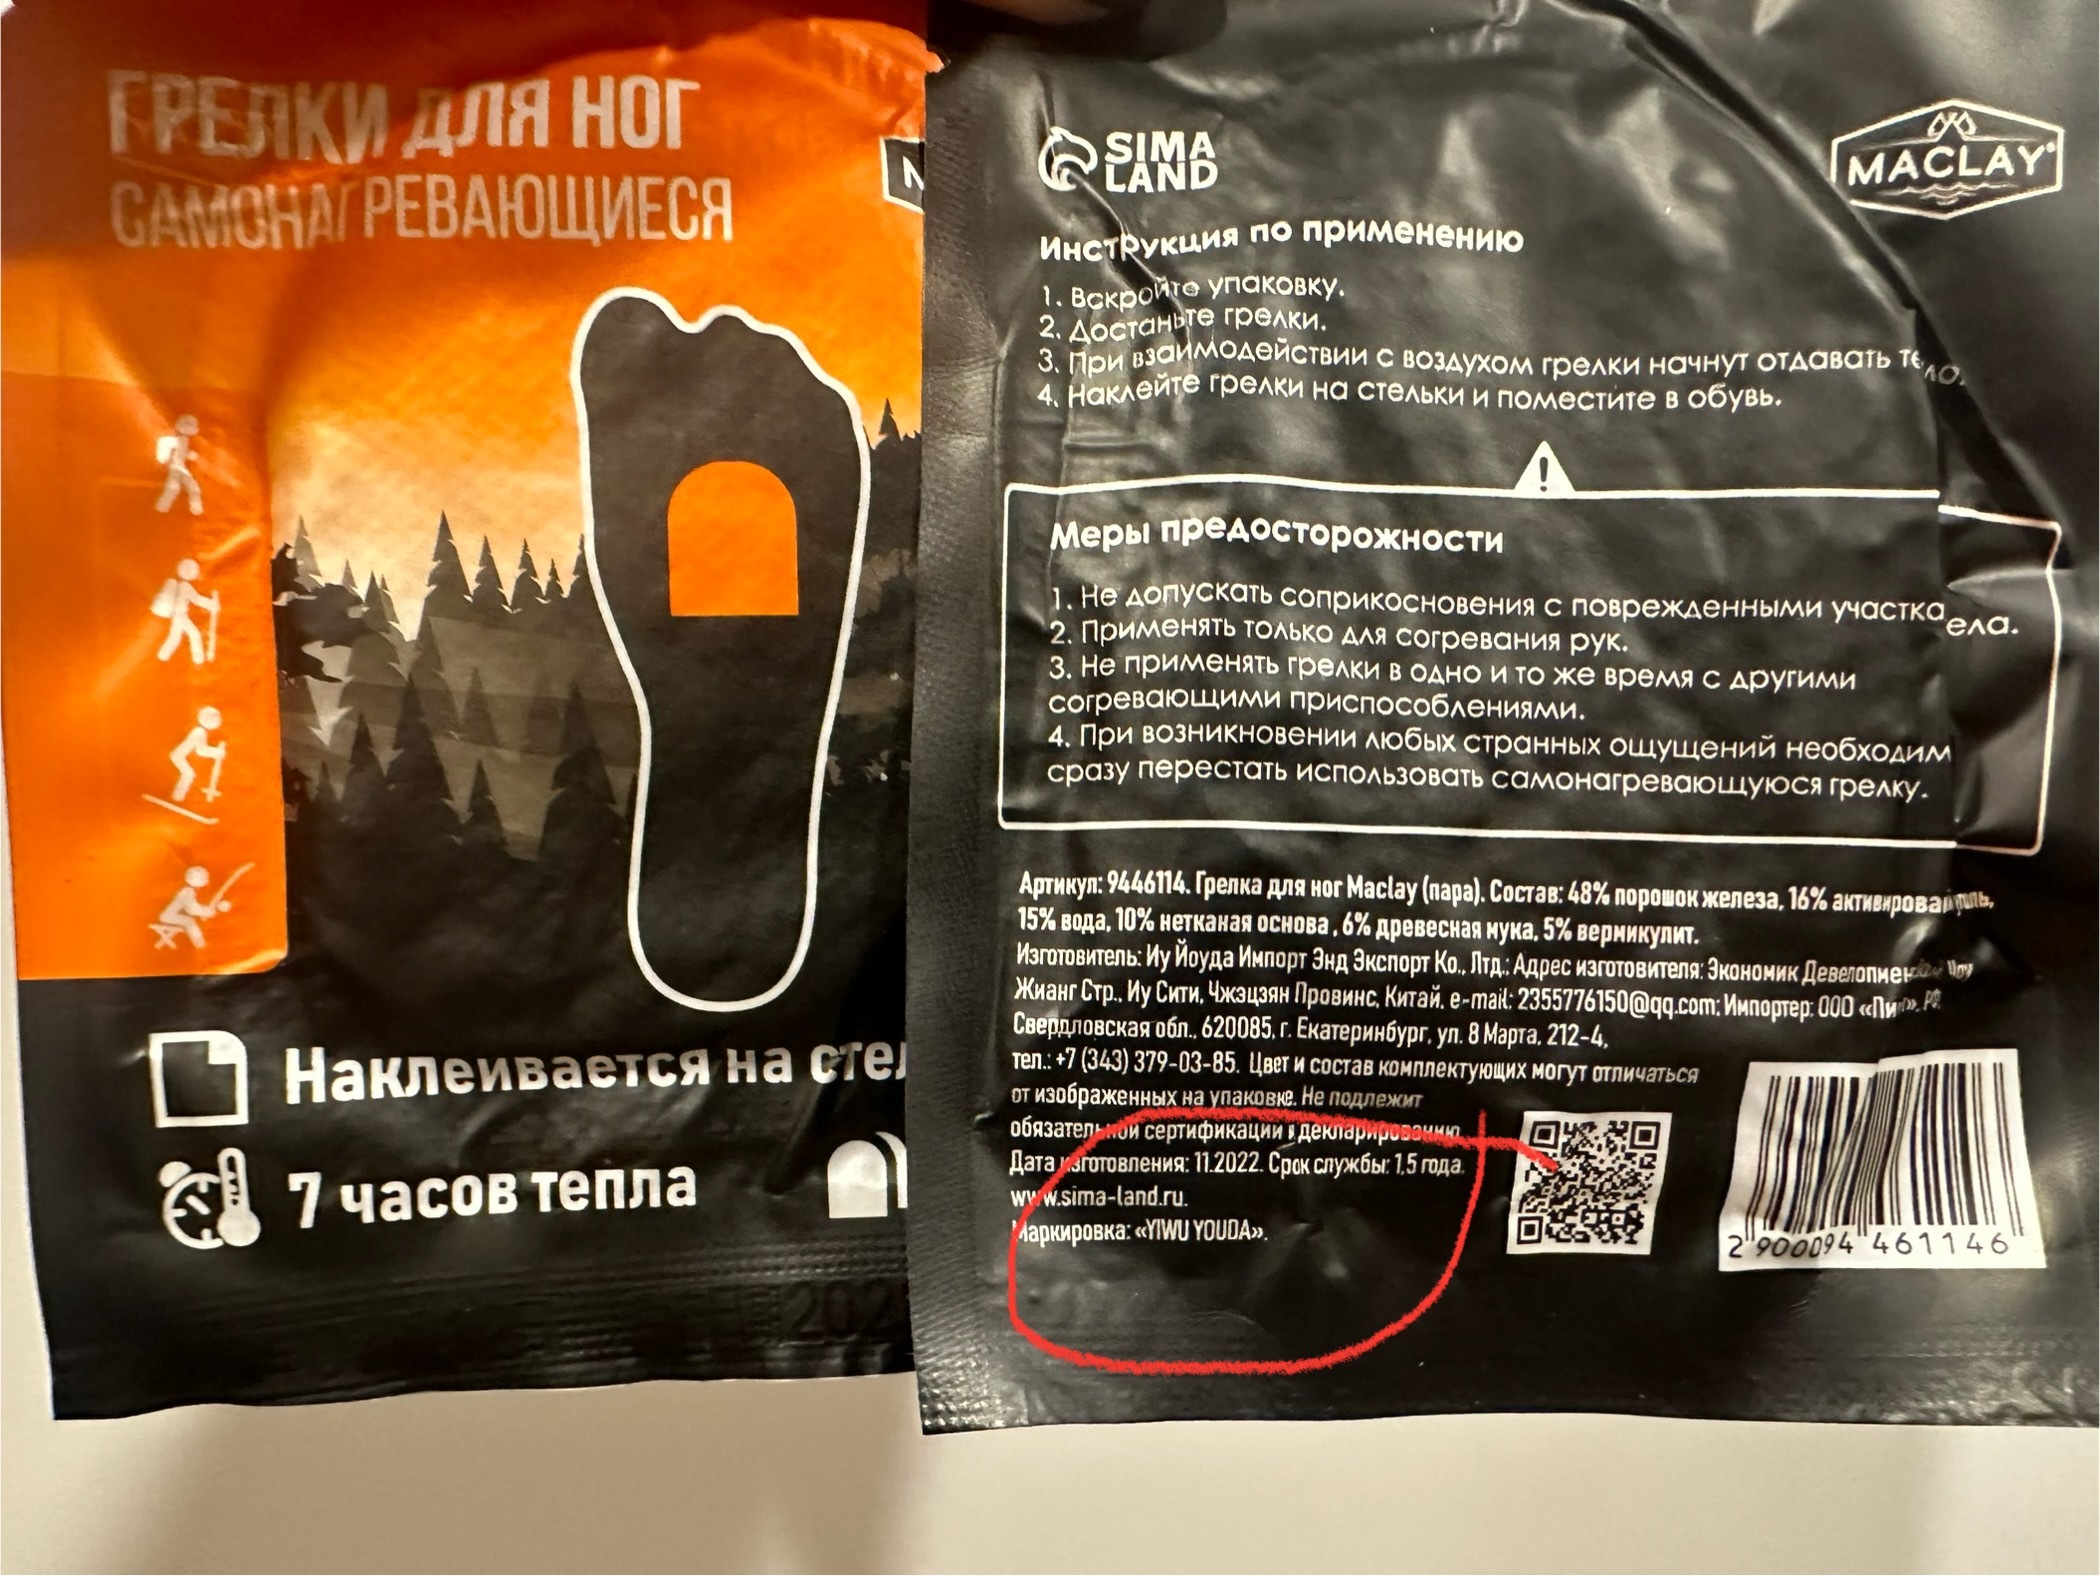 ГРЕЛКИ ДЛЯ НОГ
САМОНАГРЕВАЮЩИЕСЯ
Наклеивается на
7 часов тепла
SIMA
LAND
MACLAY
Инструкция по применению
1. Вскройте упаковку.
2. Достаньте грелки.
3. При взаимодействии с воздухом грелки начнут отдавать
4. Наклейте грелки на стельки и поместите в обувь.
!
Меры предосторожности
1. Не допускать соприкосновения с поврежденными
2. Применять только для согревания рук.
3. Не применять грелки в одно и то же время с другими
согревающими приспособлениями.
4. При возникновении любых странных ощущений необходим
сразу перестать использовать самонагревающуюся грелку.
Артикул: 9446114. Грелка для ног Maclay (пара). Состав: 48% порошок железа, 16%
15% вода, 10% нетканая основа, 6% древесная мука, 5% вермикулит.
Изготовитель: Иу Йоуда Импорт Энд Экспорт Ко., Лтд.; Адрес изготовителя: Экономик
Жианг Стр., Иу Сити, Чжэцзян Провинс, Китай, e-mail: 2355776150@qq.com; Импортер: ООО РФ,
Свердловская обл., 620085, г. Екатеринбург, ул. 8 Марта, 212-4,
тел.: +7 (343) 379-03-85. Цвет и состав комплектующих могут отличаться
от изображенных на упаковке. Не подлежит
обязательной сертификации и декларированию.
Дата изготовления: 11.2022. Срок службы: 1,5 года.
www.sima-land.ru.
Маркировка: «YIWU YOUDA».
2 900094 461146